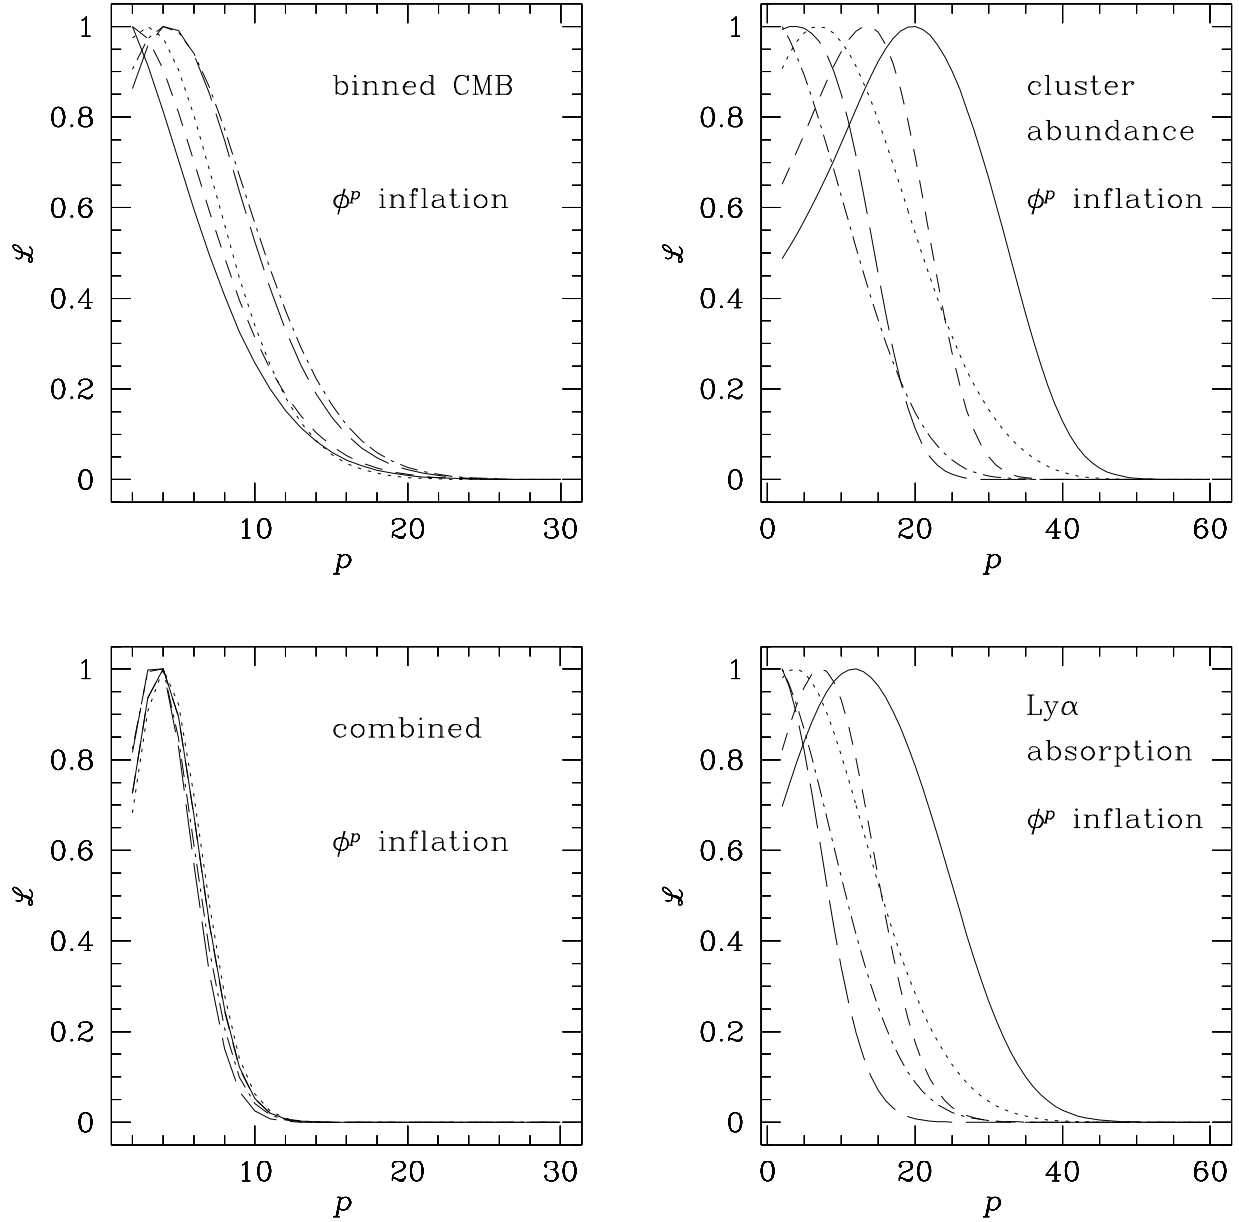 1
0.8
0.6
0.4
0.2
0
ℒ
binned CMB
ϕᵖ inflation
10
20
30
p
1
0.8
0.6
0.4
0.2
0
ℒ
cluster
abundance
ϕᵖ inflation
0
20
40
60
p
1
0.8
0.6
0.4
0.2
0
ℒ
combined
ϕᵖ inflation
10
20
30
p
1
0.8
0.6
0.4
0.2
0
ℒ
Lyα
absorption
ϕᵖ inflation
0
20
40
60
p